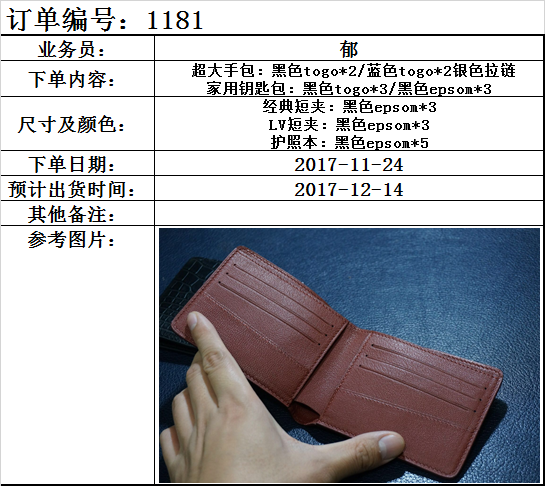 订单编号：1181
业务员： 郁
下单内容： 超大手包：黑色togo*2/蓝色togo*2银色拉链
家用钥匙包：黑色togo*3/黑色epsom*3
尺寸及颜色： 经典短夹：黑色epsom*3
LV短夹：黑色epsom*3
护照本：黑色epsom*5
下单日期： 2017-11-24
预计出货时间： 2017-12-14
其他备注：
参考图片：